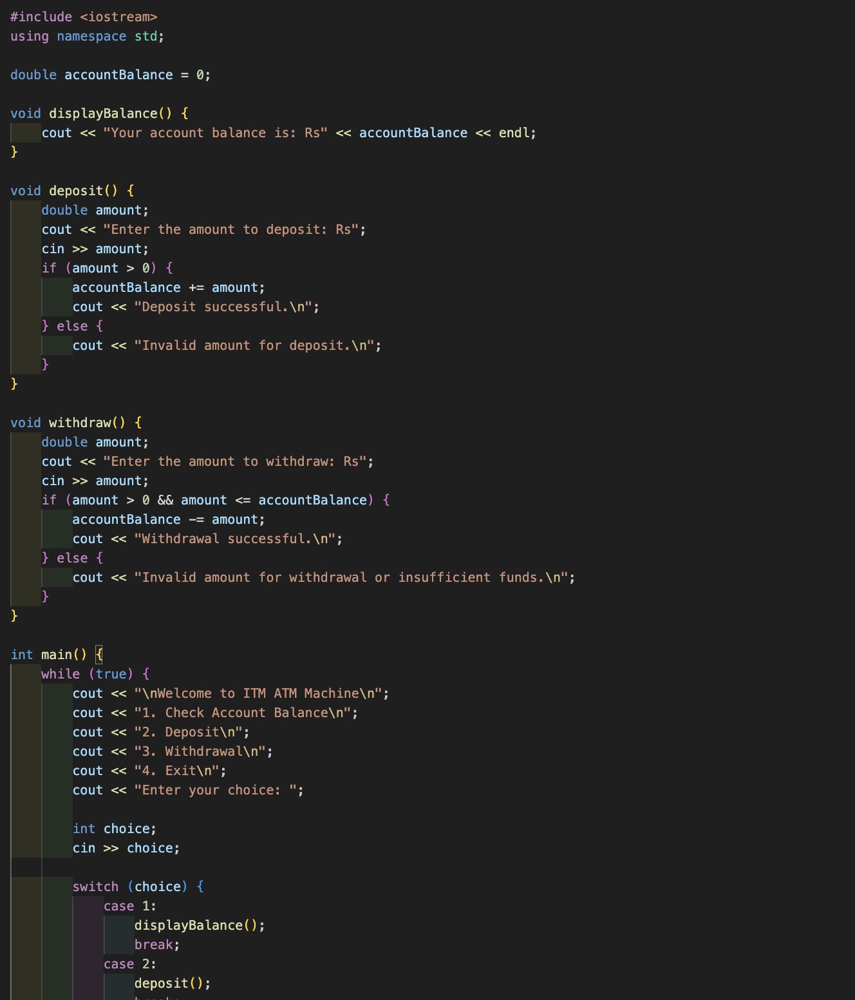 #include <iostream>
using namespace std;
double accountBalance = 0;
void displayBalance() {
    cout << "Your account balance is: Rs" << accountBalance << endl;
}
void deposit() {
    double amount;
    cout << "Enter the amount to deposit: Rs";
    cin >> amount;
    if (amount > 0) {
        accountBalance += amount;
        cout << "Deposit successful.\n";
    } else {
        cout << "Invalid amount for deposit.\n";
    }
}
void withdraw() {
    double amount;
    cout << "Enter the amount to withdraw: Rs";
    cin >> amount;
    if (amount > 0 && amount <= accountBalance) {
        accountBalance -= amount;
        cout << "Withdrawal successful.\n";
    } else {
        cout << "Invalid amount for withdrawal or insufficient funds.\n";
    }
}
int main() {
    while (true) {
        cout << "\nWelcome to ITM ATM Machine\n";
        cout << "1. Check Account Balance\n";
        cout << "2. Deposit\n";
        cout << "3. Withdrawal\n";
        cout << "4. Exit\n";
        cout << "Enter your choice: ";
        int choice;
        cin >> choice;
        switch (choice) {
            case 1:
                displayBalance();
                break;
            case 2:
                deposit();